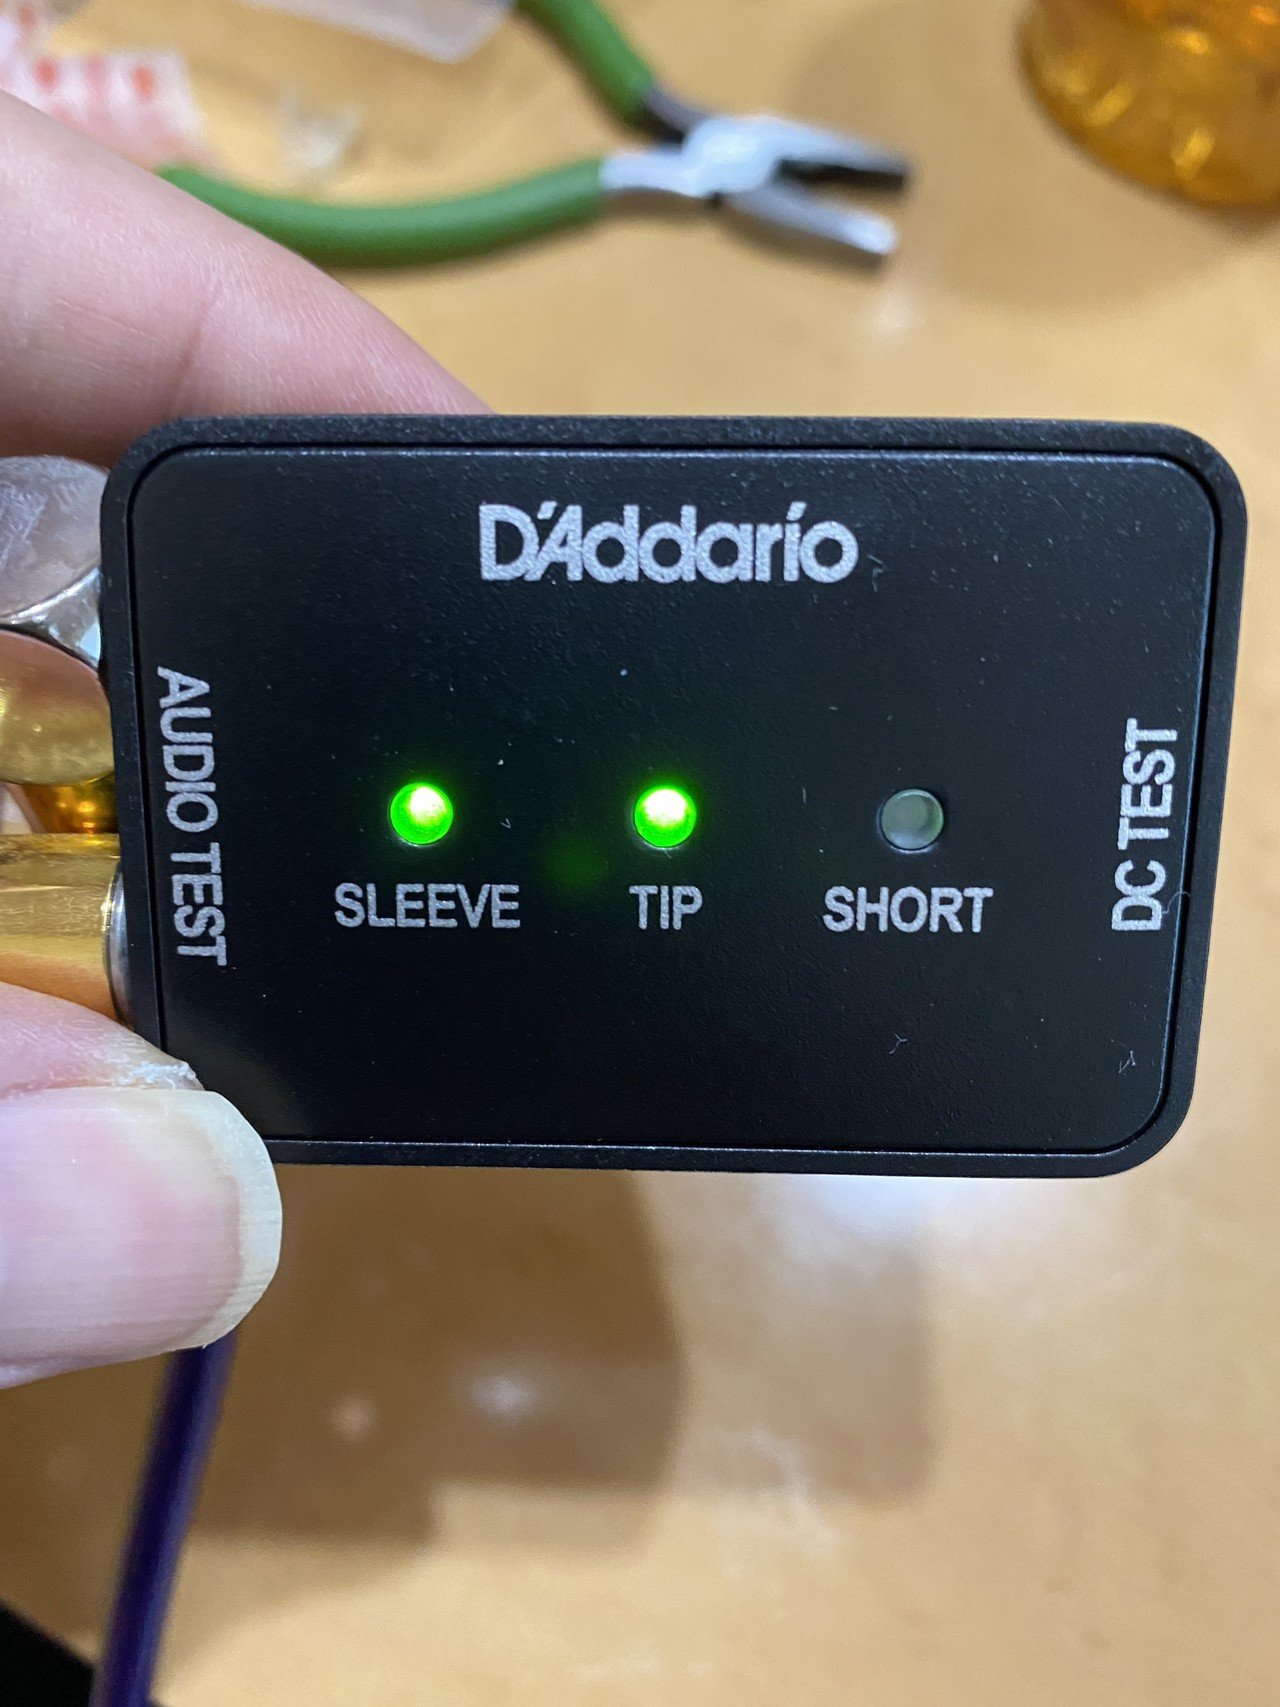 D'Addario
AUDIO TEST
SLEEVE
TIP
SHORT
DC TEST